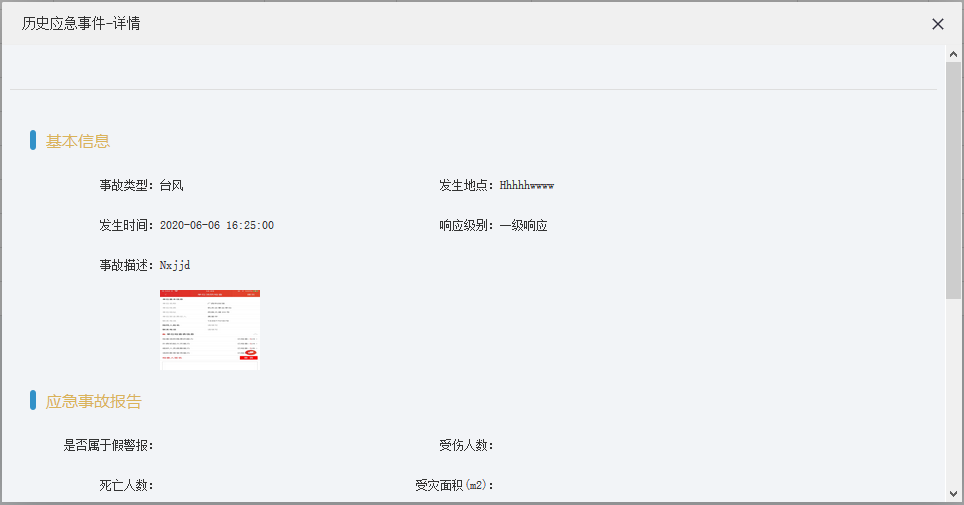 历史应急事件-详情
基本信息
事故类型: 台风 发生地点: Hhhhhwwww
发生时间: 2020-06-06 16:25:00 响应级别: 一级响应
事故描述: Nxjjd
应急事故报告
是否属于假警报: 受伤人数:
死亡人数: 受灾面积(m2):